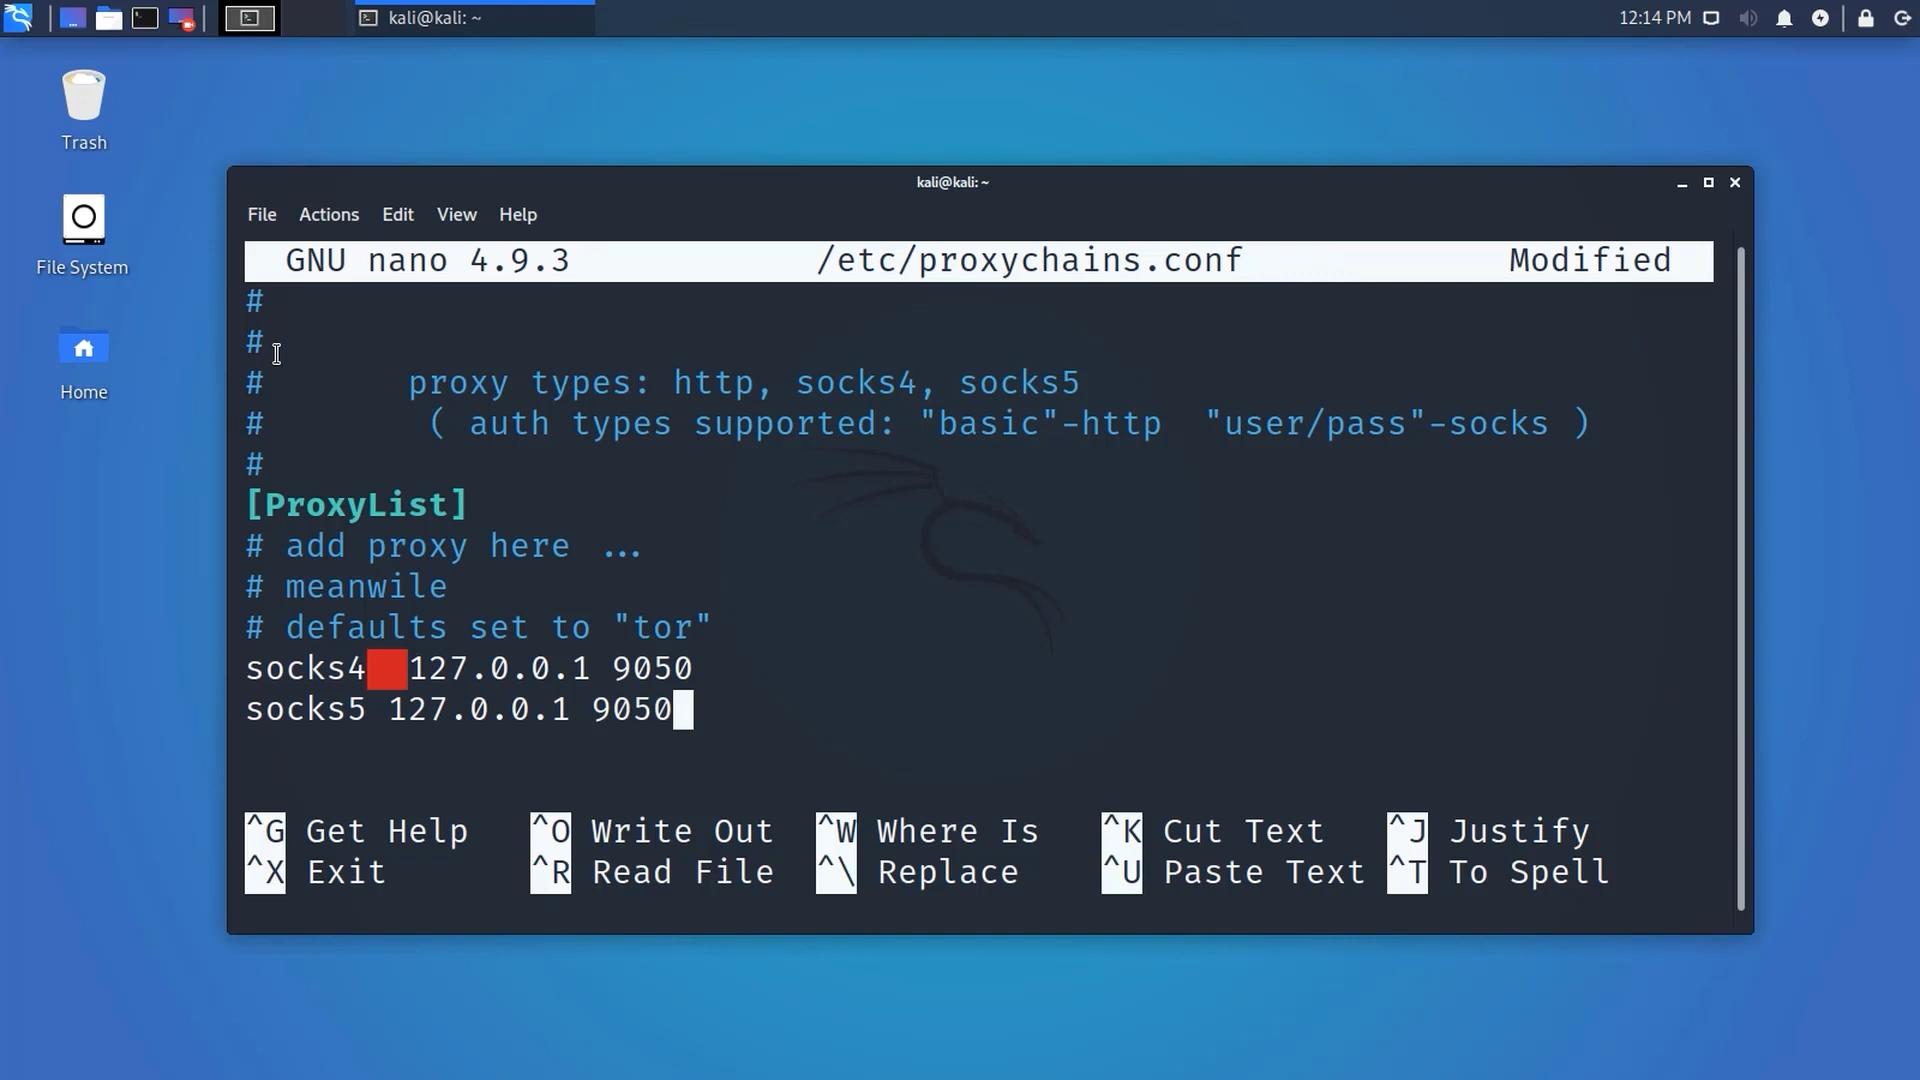 kali@kali: ~
12:14 PM
Trash
File System
Home
kali@kali: ~
File Actions Edit View Help
GNU nano 4.9.3 /etc/proxychains.conf Modified
#
#
# proxy types: http, socks4, socks5
# ( auth types supported: "basic"-http "user/pass"-socks )
#
[ProxyList]
# add proxy here ...
# meanwile
# defaults set to "tor"
socks4 127.0.0.1 9050
socks5 127.0.0.1 9050
^G Get Help ^O Write Out ^W Where Is ^K Cut Text ^J Justify
^X Exit ^R Read File ^\ Replace ^U Paste Text ^T To Spell